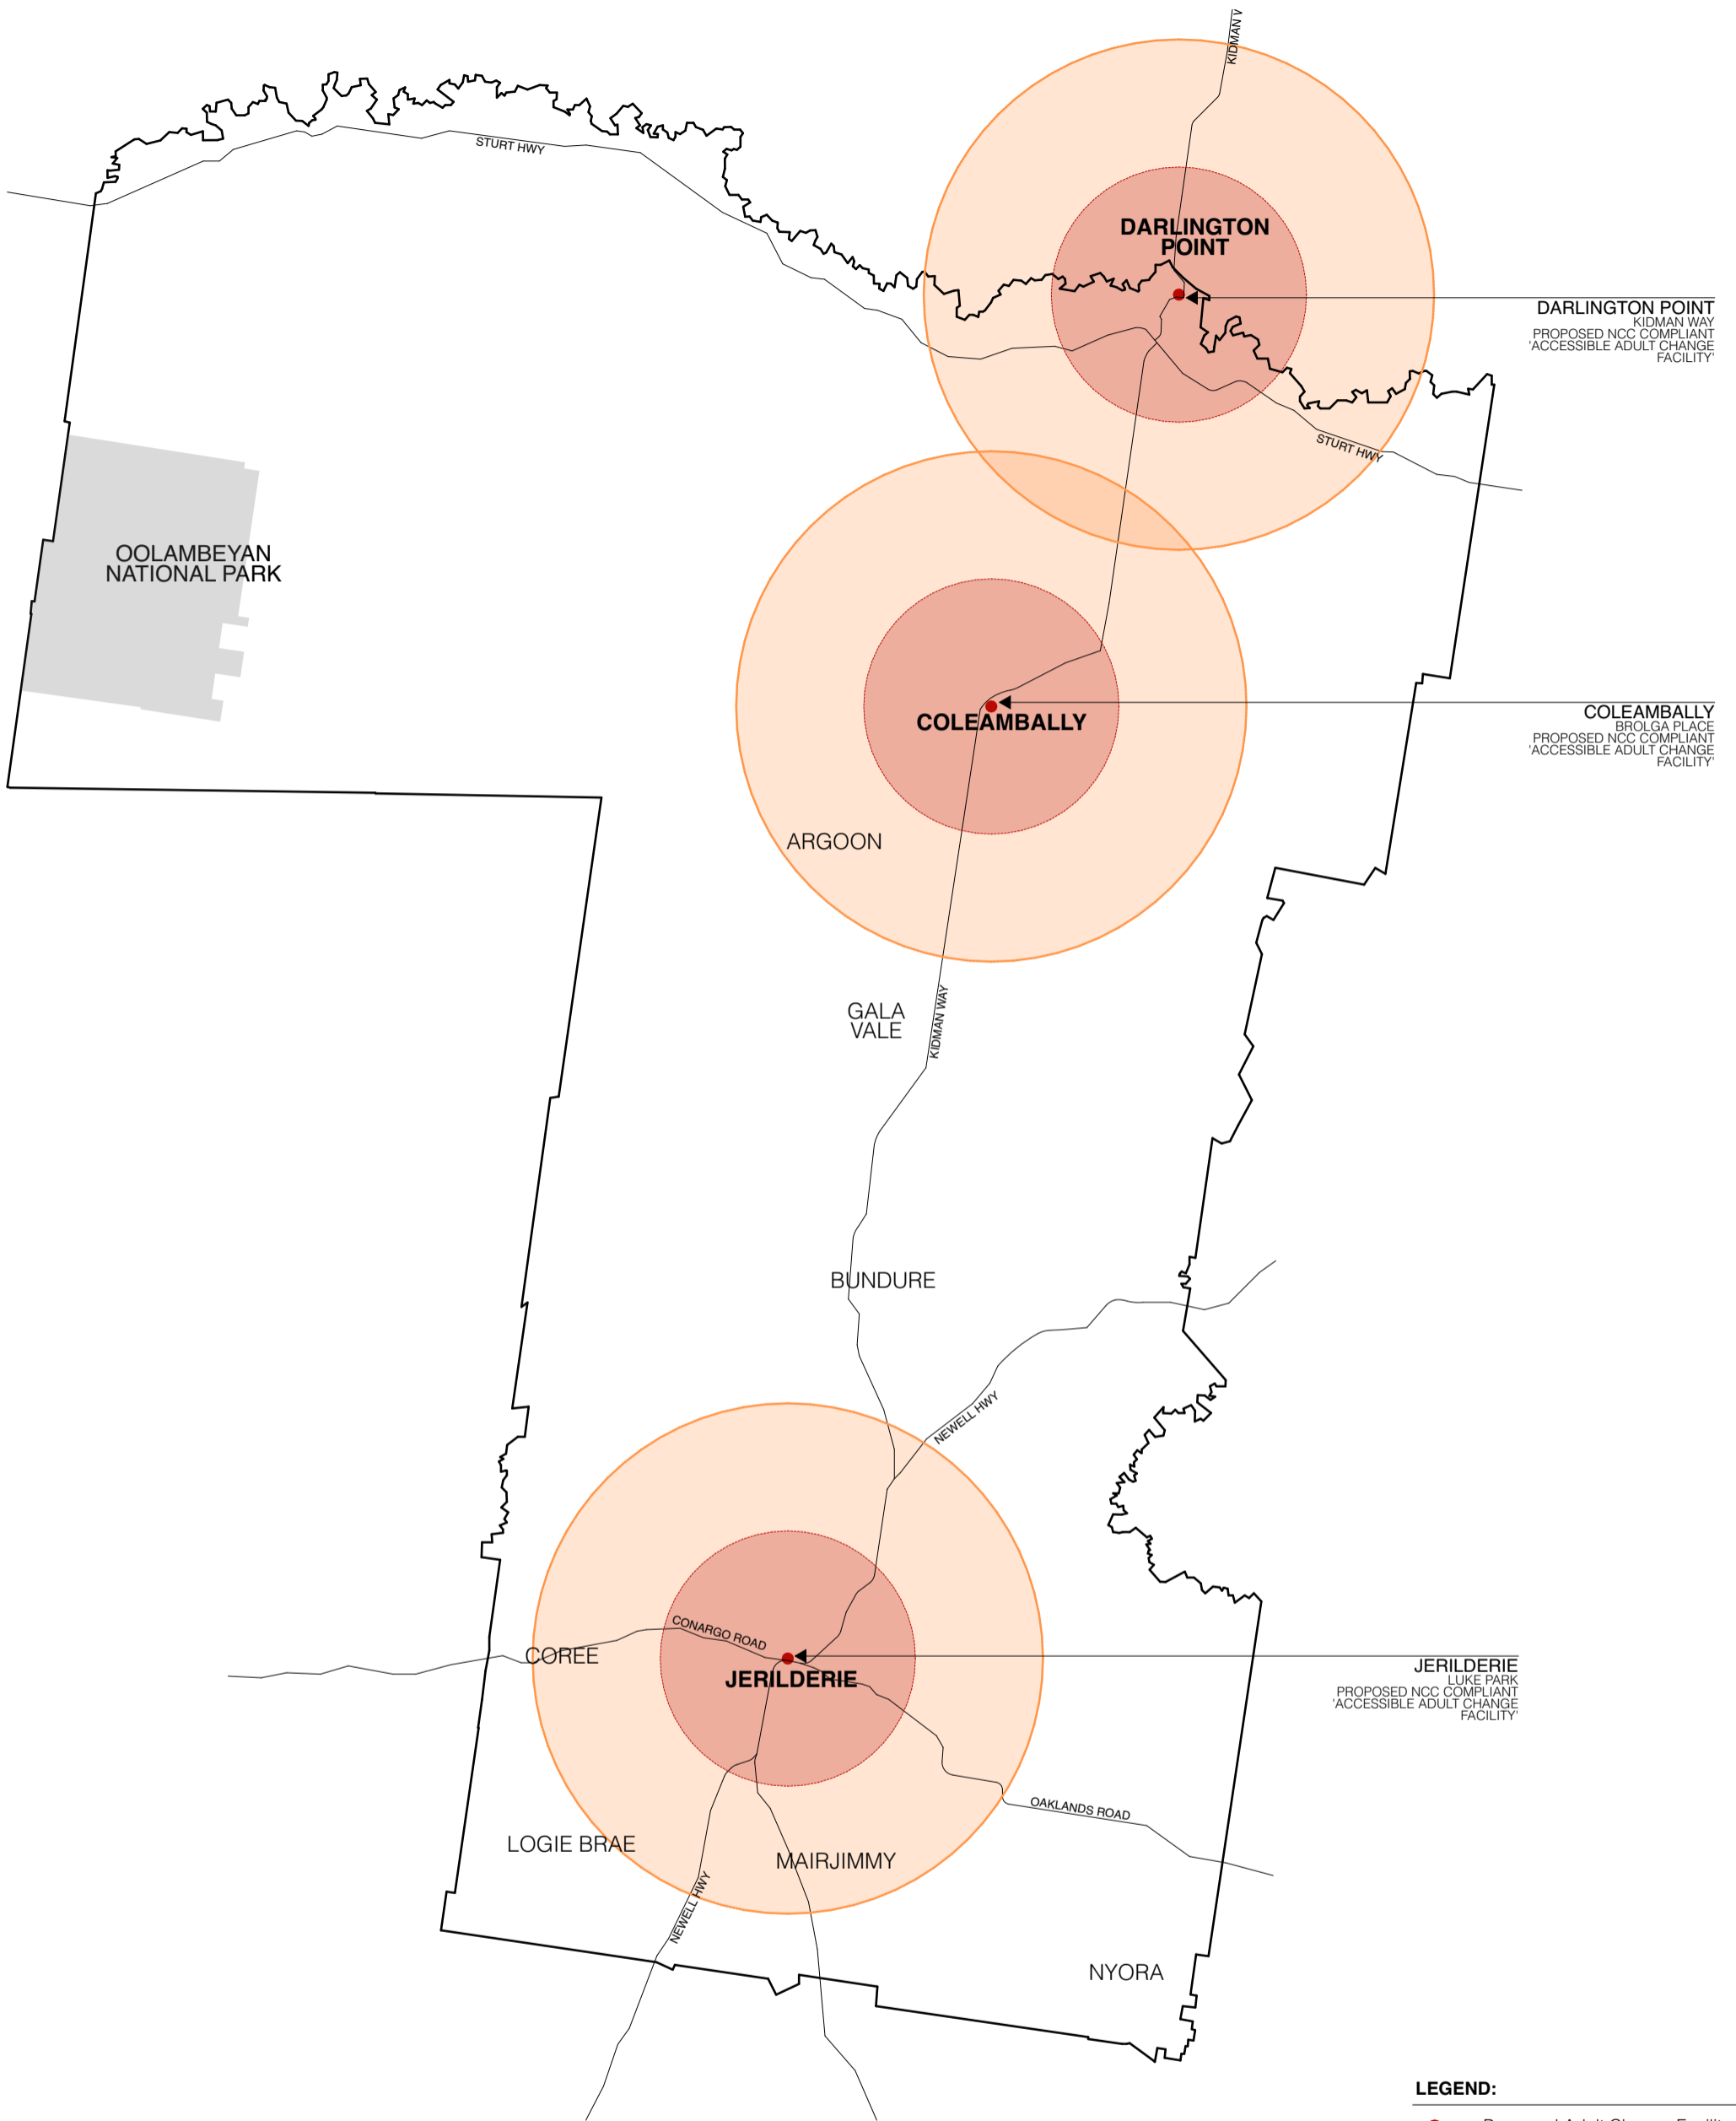 KIDMAN
STURT HWY
DARLINGTON
POINT
DARLINGTON POINT
KIDMAN WAY
PROPOSED NCC COMPLIANT
'ACCESSIBLE ADULT CHANGE
FACILITY'
STURT HWY
OOLAMBEYAN
NATIONAL PARK
COLEAMBALLY
COLEAMBALLY
BROLGA PLACE
PROPOSED NCC COMPLIANT
'ACCESSIBLE ADULT CHANGE
FACILITY'
ARGOON
GALA
VALE
KIDMAN WAY
BUNDURE
NEWELL HWY
CONARGO ROAD
COREE
JERILDERIE
JERILDERIE
LUKE PARK
PROPOSED NCC COMPLIANT
'ACCESSIBLE ADULT CHANGE
FACILITY'
OAKLANDS ROAD
LOGIE BRAE
MAIRJIMMY
NEWELL HWY
NYORA
LEGEND: